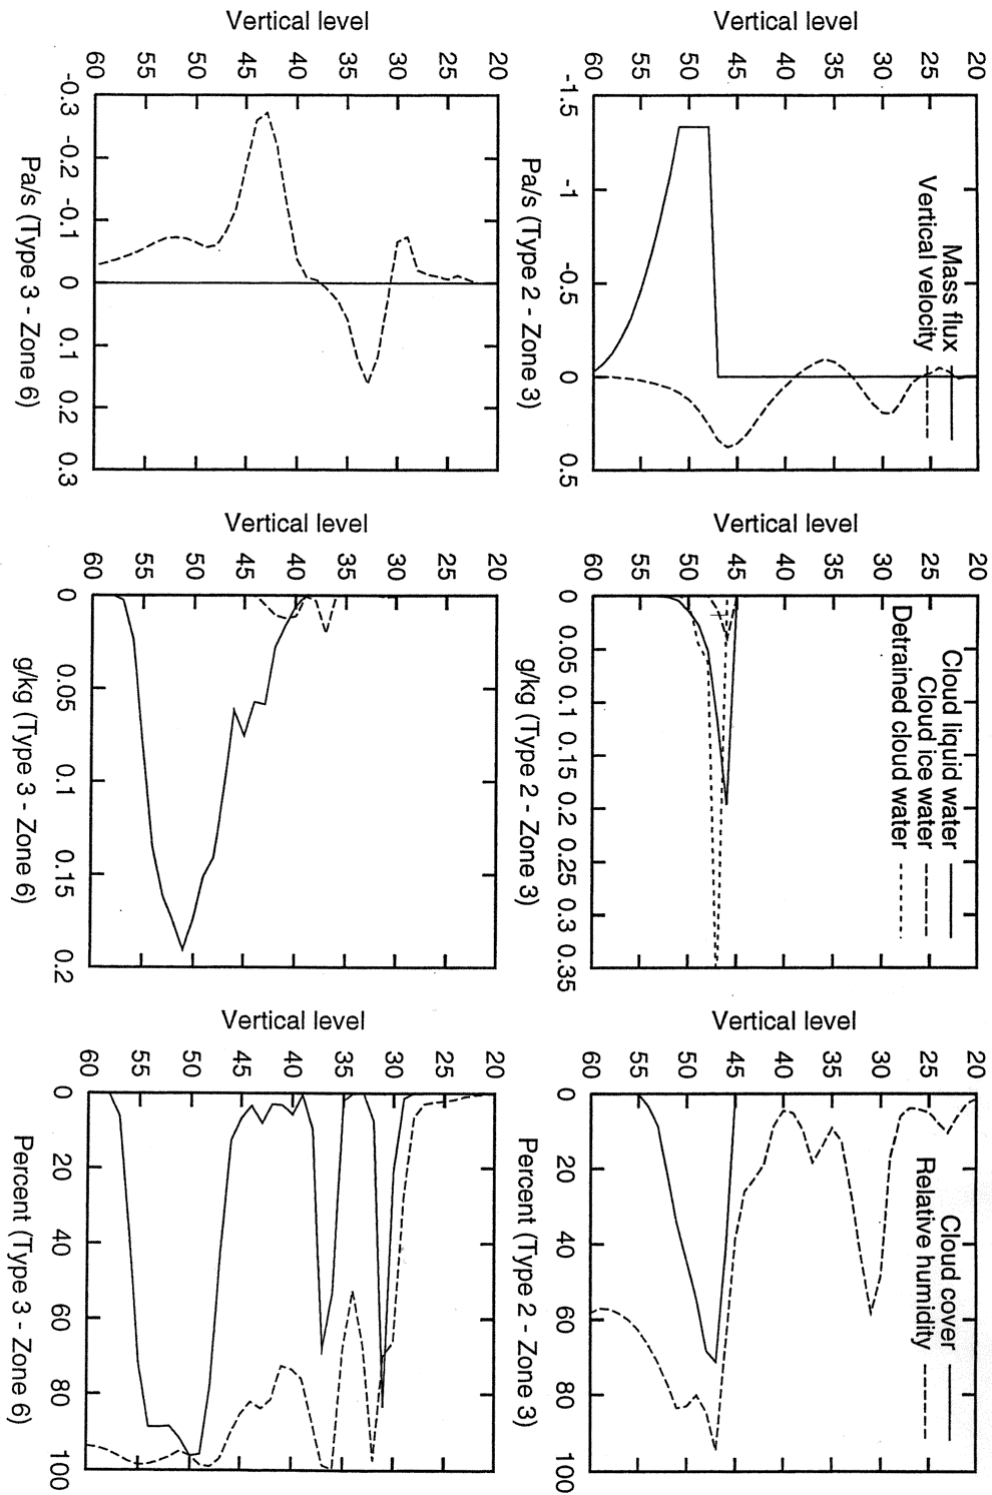 Vertical level
20
25
30
35
40
45
50
55
60
Mass flux
Vertical velocity
-1.5 -1 -0.5 0 0.5
Pa/s (Type 2 - Zone 3)
Vertical level
20
25
30
35
40
45
50
55
60
Cloud liquid water
Cloud ice water
Detrained cloud water
0 0.05 0.1 0.15 0.2 0.25 0.3 0.35
g/kg (Type 2 - Zone 3)
Vertical level
20
25
30
35
40
45
50
55
60
Cloud cover
Relative humidity
0 20 40 60 80 100
Percent (Type 2 - Zone 3)
Vertical level
20
25
30
35
40
45
50
55
60
-0.3 -0.2 -0.1 0 0.1 0.2 0.3
Pa/s (Type 3 - Zone 6)
Vertical level
20
25
30
35
40
45
50
55
60
0 0.05 0.1 0.15 0.2
g/kg (Type 3 - Zone 6)
Vertical level
20
25
30
35
40
45
50
55
60
0 20 40 60 80 100
Percent (Type 3 - Zone 6)